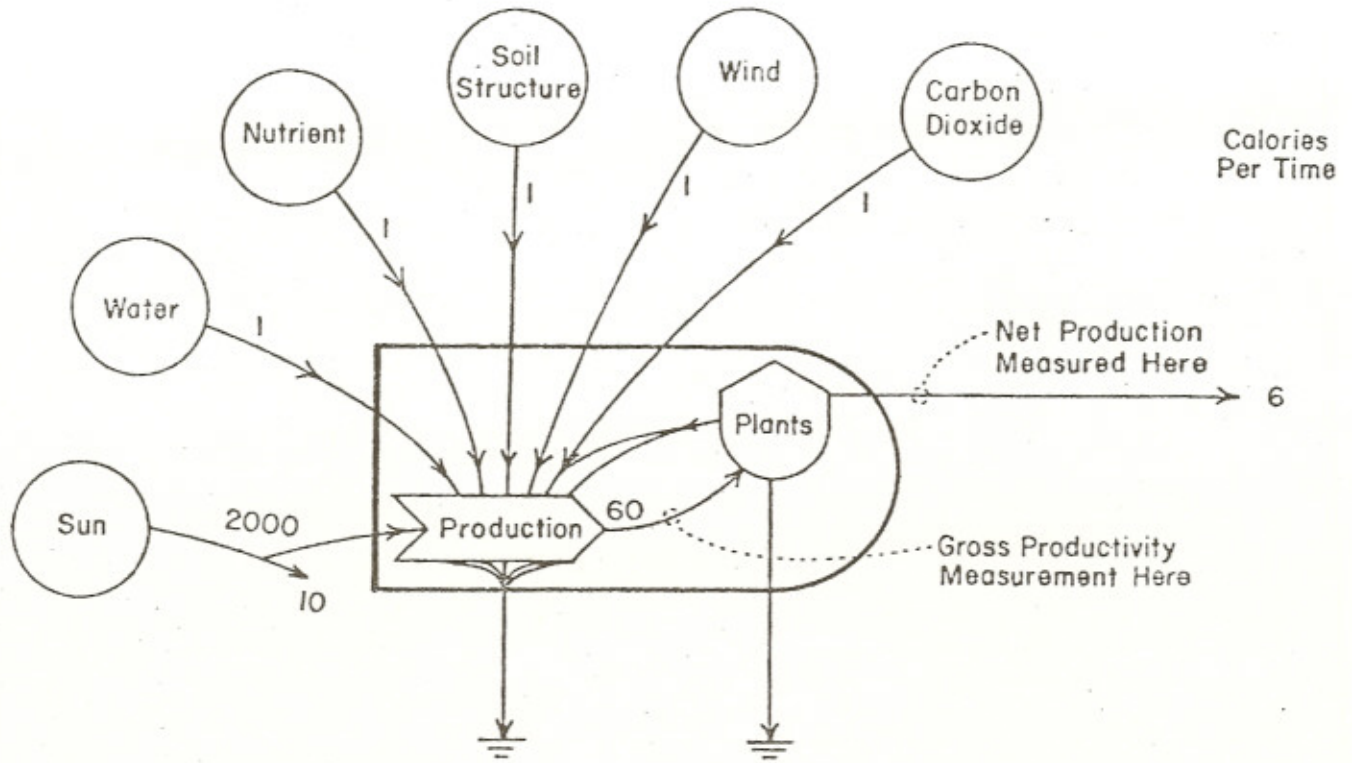 Soil
Structure
Wind
Carbon
Dioxide
Nutrient
Calories
Per Time
1
1
1
1
Water
1
Net Production
Measured Here
6
Plants
Sun
2000
Production
60
10
Gross Productivity
Measurement Here